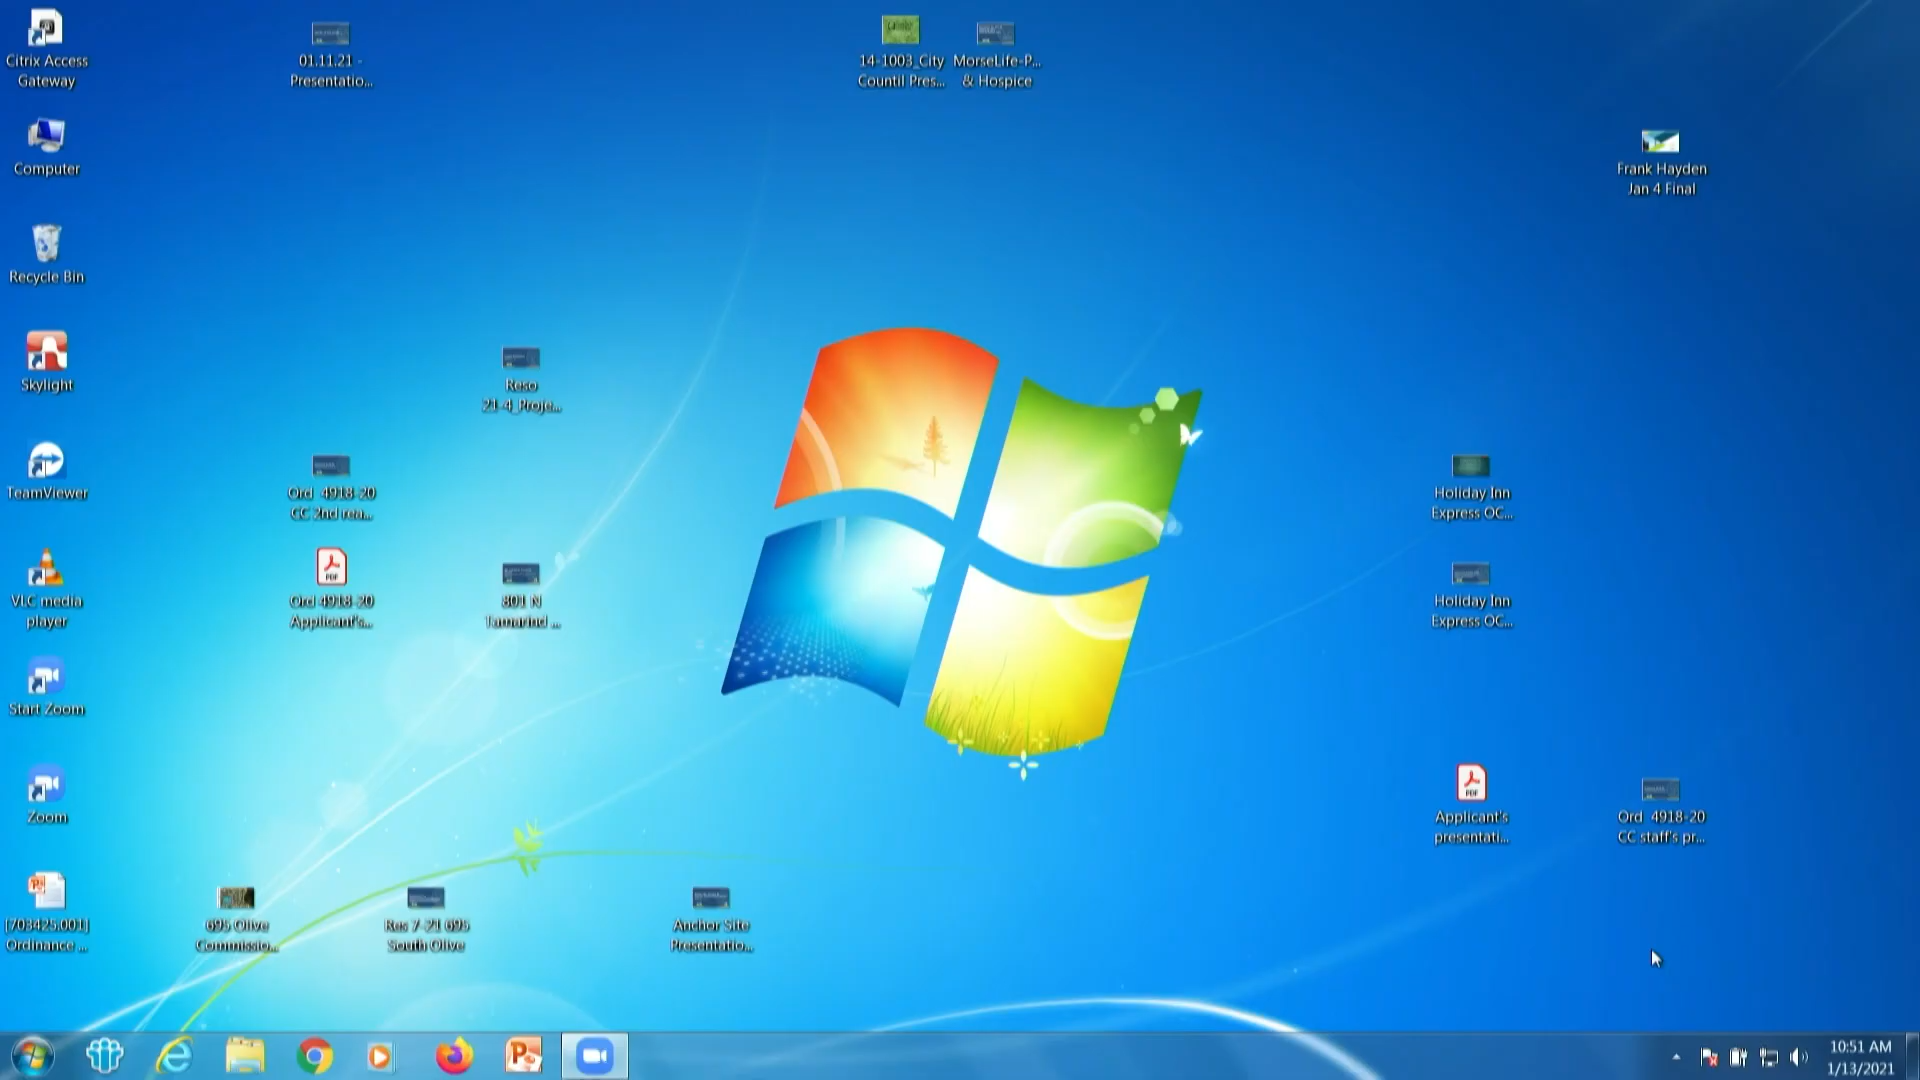 Citrix Access
Gateway
01.11.21 -
Presentatio...
14-1003_City
Countil Pres...
MorseLife-P...
& Hospice
Computer
Frank Hayden
Jan 4 Final
Recycle Bin
Skylight
Reso
21-4_Proje...
TeamViewer
Ord 4918-20
CC 2nd rea...
Holiday Inn
Express OC...
VLC media
player
PDF
Ord 4918-20
Applicant's...
801 N
Tamarind ...
Holiday Inn
Express OC...
Start Zoom
Zoom
PDF
Applicant's
presentati...
Ord 4918-20
CC staff's pr...
[703425.001]
Ordinance ...
695 Olive
Commissio...
Res 7-21 695
South Olive
Anchor Site
Presentatio...
10:51 AM
1/13/2021